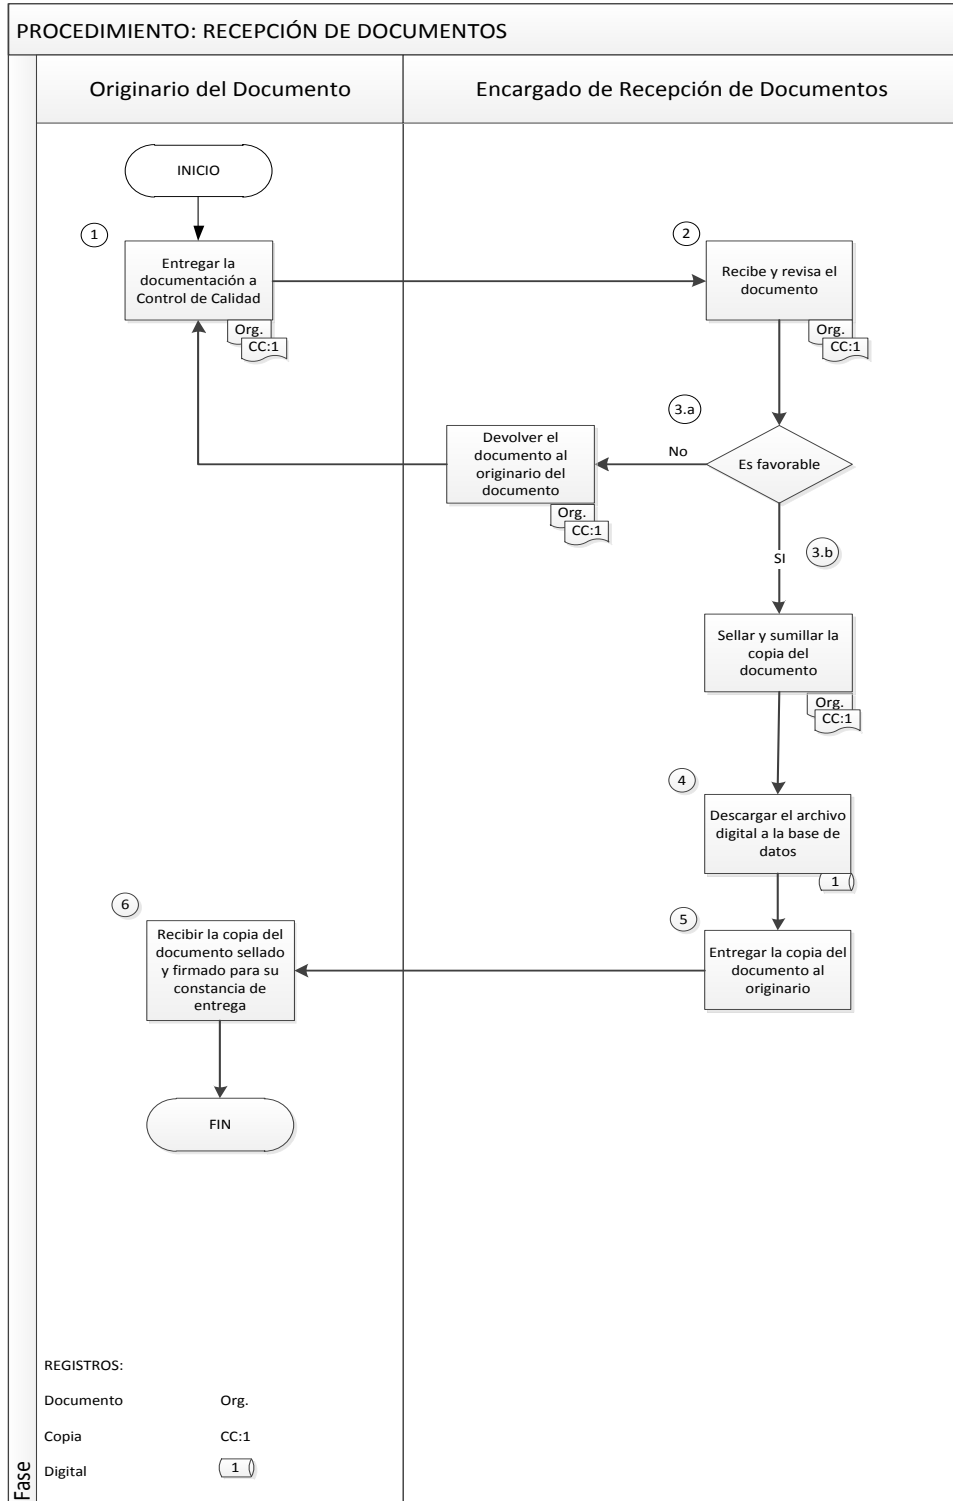 PROCEDIMIENTO: RECEPCIÓN DE DOCUMENTOS
Originario del Documento
Encargado de Recepción de Documentos
INICIO
1
Entregar la
documentación a
Control de Calidad
Org.
CC:1
2
Recibe y revisa el
documento
Org.
CC:1
3.a
Es favorable
No
Devolver el
documento al
originario del
documento
Org.
CC:1
SI
3.b
Sellar y sumillar la
copia del
documento
Org.
CC:1
4
Descargar el archivo
digital a la base de
datos
1
5
Entregar la copia del
documento al
originario
6
Recibir la copia del
documento sellado
y firmado para su
constancia de
entrega
FIN
REGISTROS:
Documento Org.
Copia CC:1
Digital 1
Fase